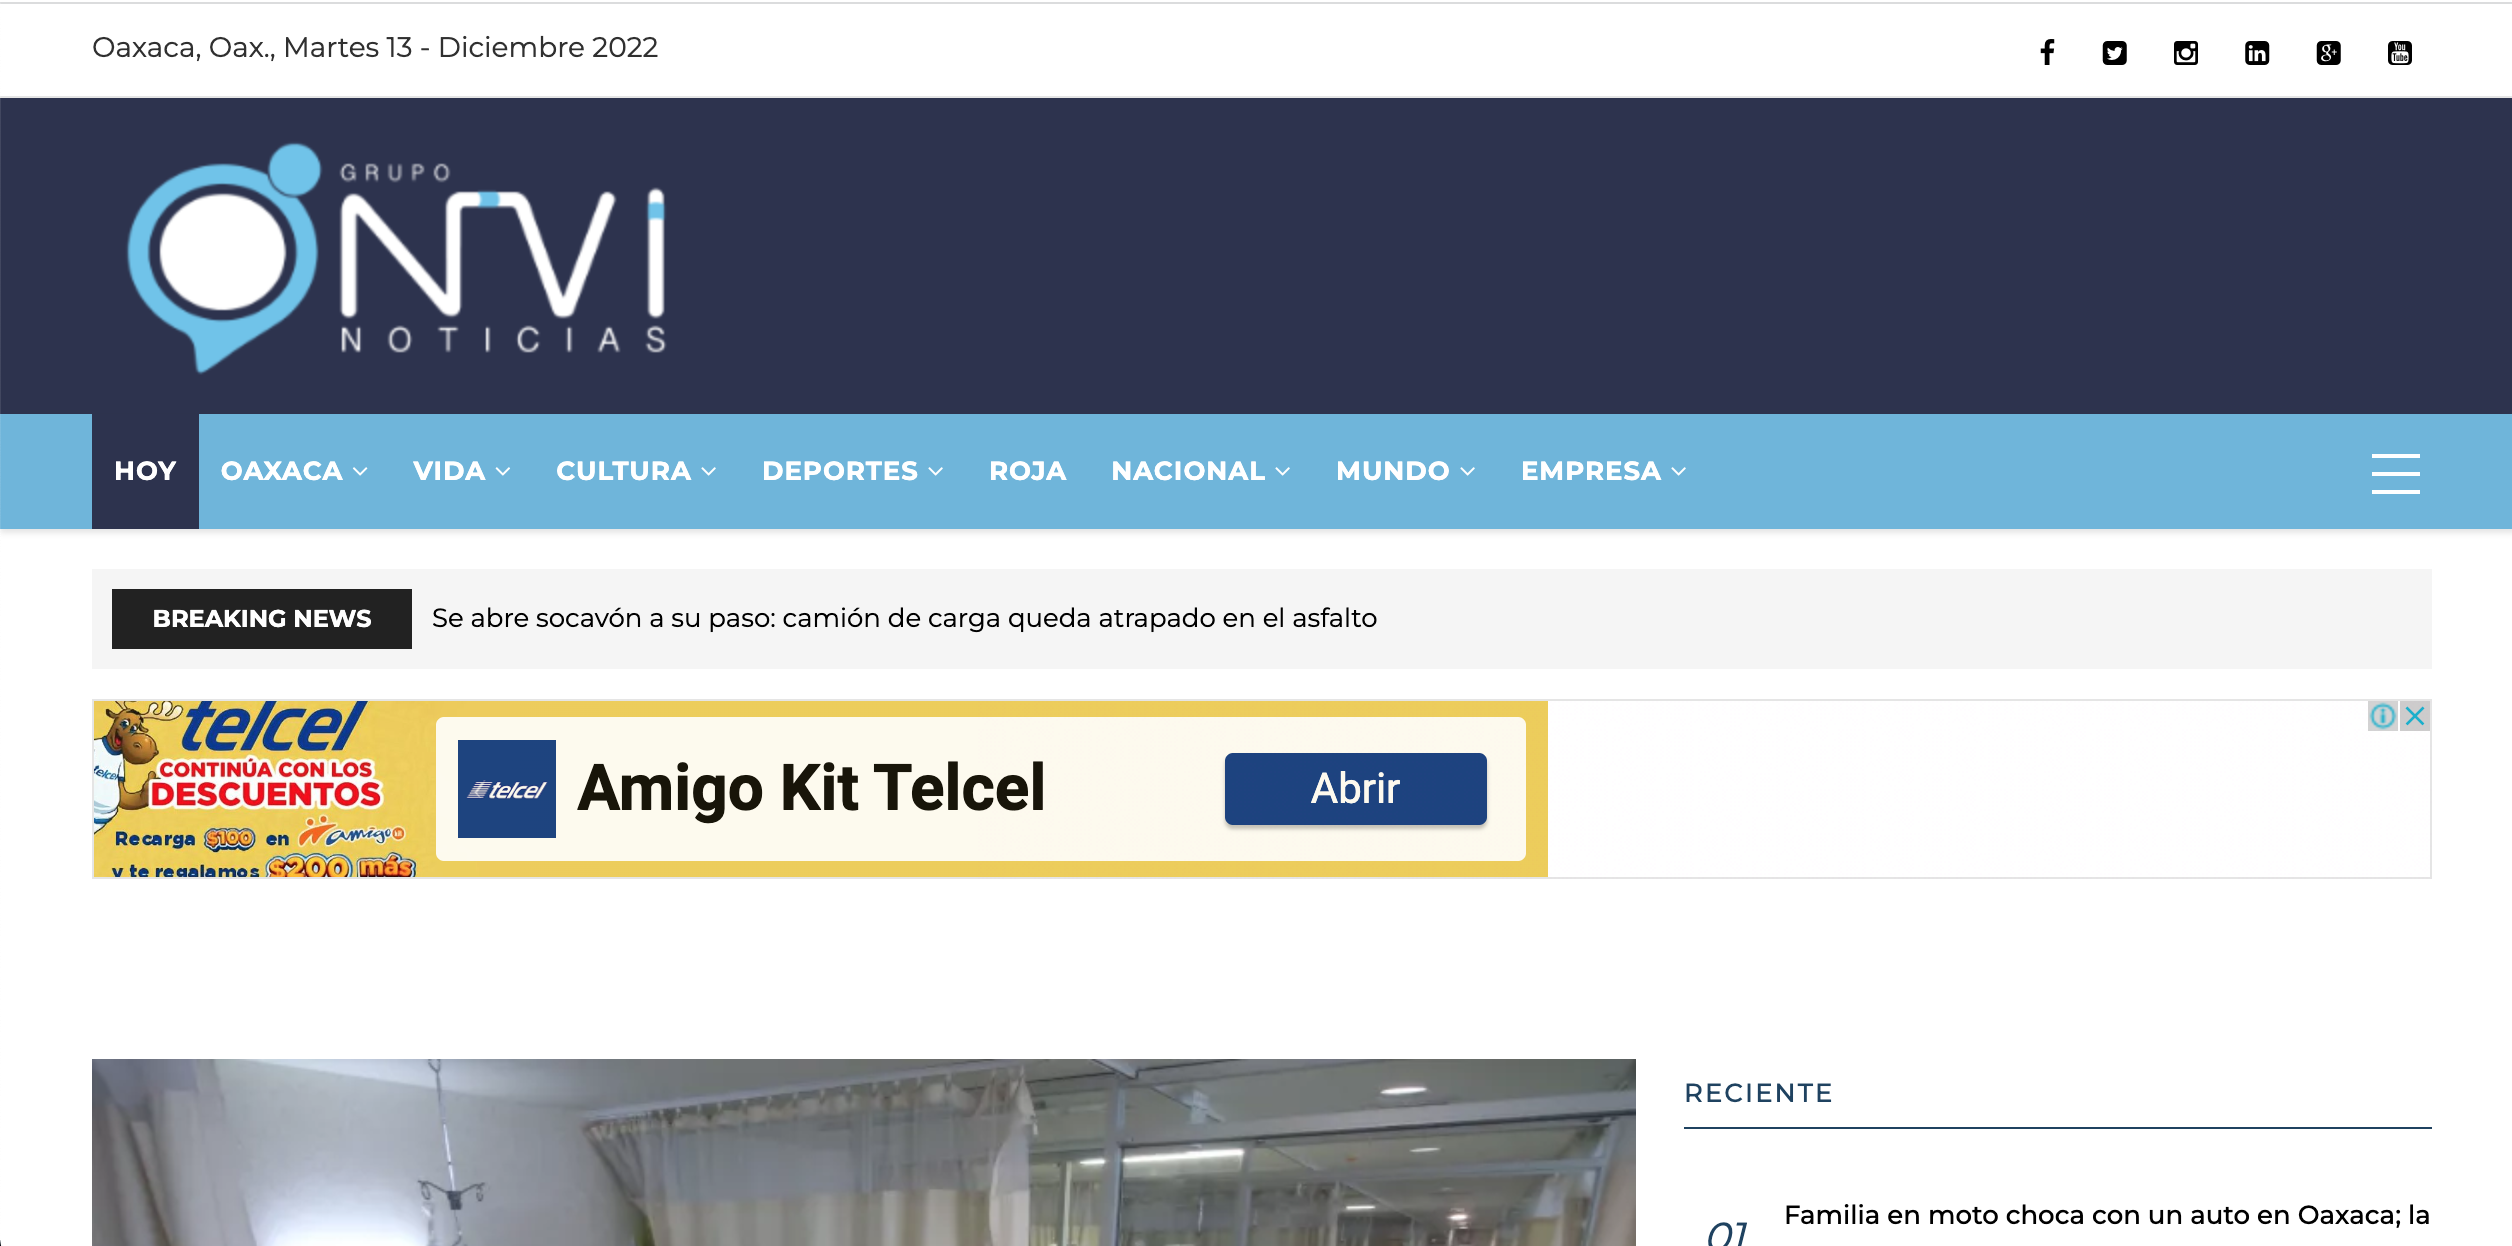 Oaxaca, Oax., Martes 13 - Diciembre 2022
GRUPO
NVI
NOTICIAS
HOY OAXACA VIDA CULTURA DEPORTES ROJA NACIONAL MUNDO EMPRESA
BREAKING NEWS Se abre socavón a su paso: camión de carga queda atrapado en el asfalto
telcel
CONTINÚA CON LOS
DESCUENTOS
Recarga $100 en amigo kit
y te regalamos $200 más
telcel
telcel Amigo Kit Telcel Abrir
RECIENTE
01 Familia en moto choca con un auto en Oaxaca; la